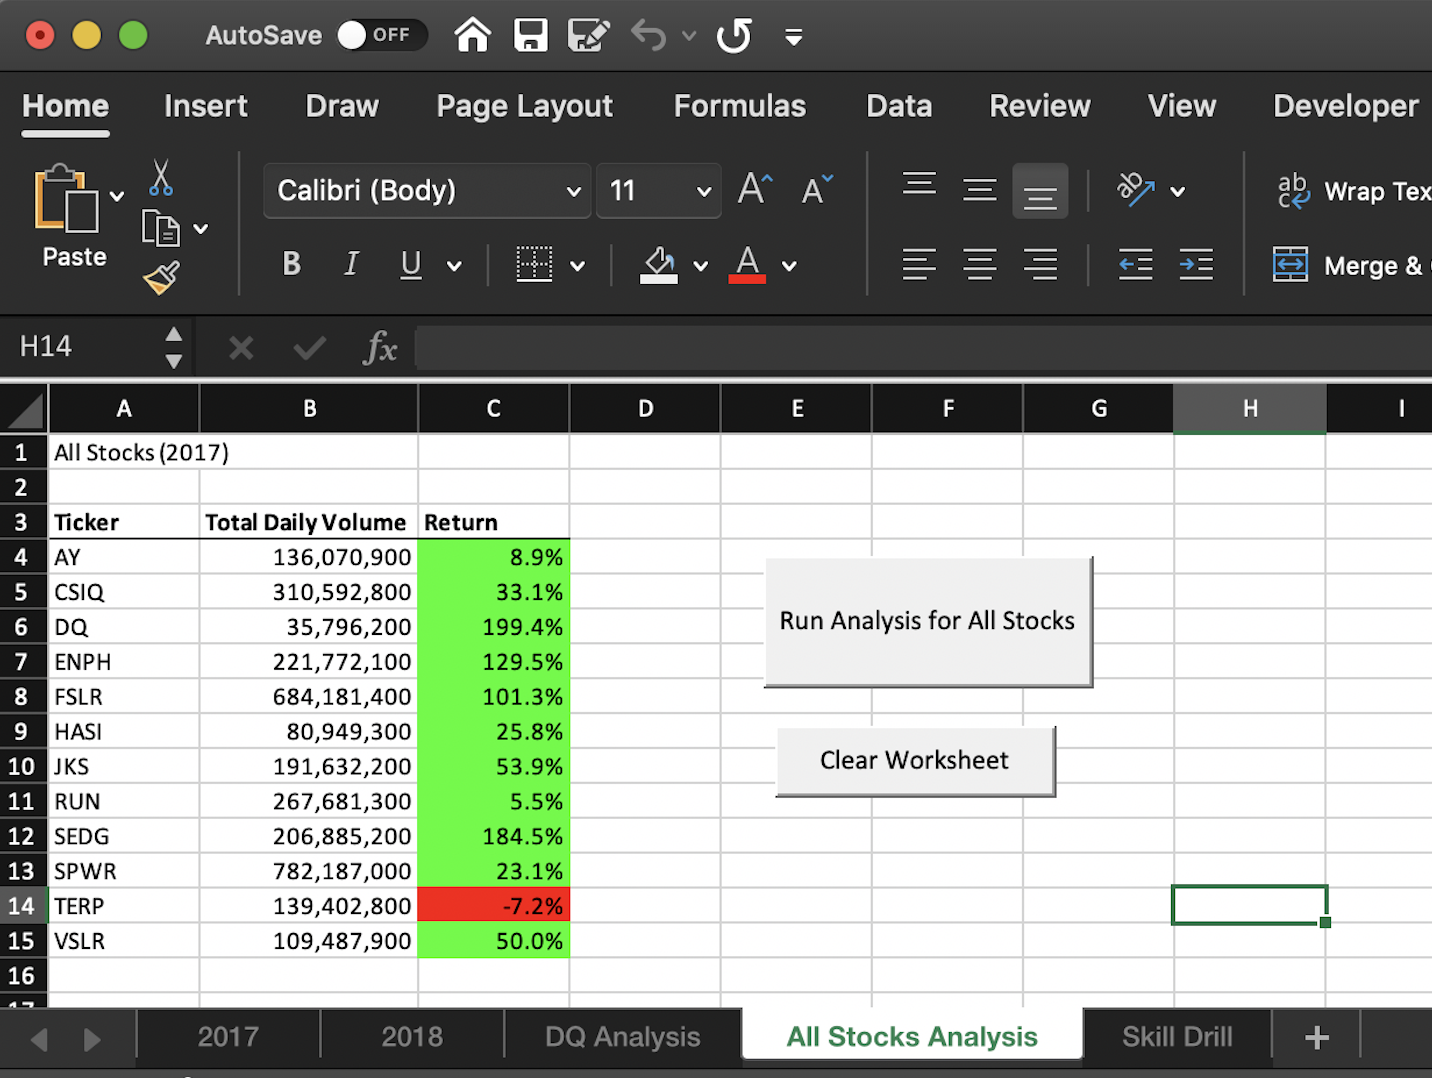 AutoSave OFF
Home Insert Draw Page Layout Formulas Data Review View Developer
Calibri (Body) 11 A A ab ab c Wrap Tex
Paste B I U A Merge &
H14 fx
A B C D E F G H I
1 All Stocks (2017)
2
3 Ticker Total Daily Volume Return
4 AY 136,070,900 8.9%
5 CSIQ 310,592,800 33.1%
6 DQ 35,796,200 199.4%
Run Analysis for All Stocks
7 ENPH 221,772,100 129.5%
8 FSLR 684,181,400 101.3%
9 HASI 80,949,300 25.8%
10 JKS 191,632,200 53.9%
Clear Worksheet
11 RUN 267,681,300 5.5%
12 SEDG 206,885,200 184.5%
13 SPWR 782,187,000 23.1%
14 TERP 139,402,800 -7.2%
15 VSLR 109,487,900 50.0%
16
2017 2018 DQ Analysis All Stocks Analysis Skill Drill +